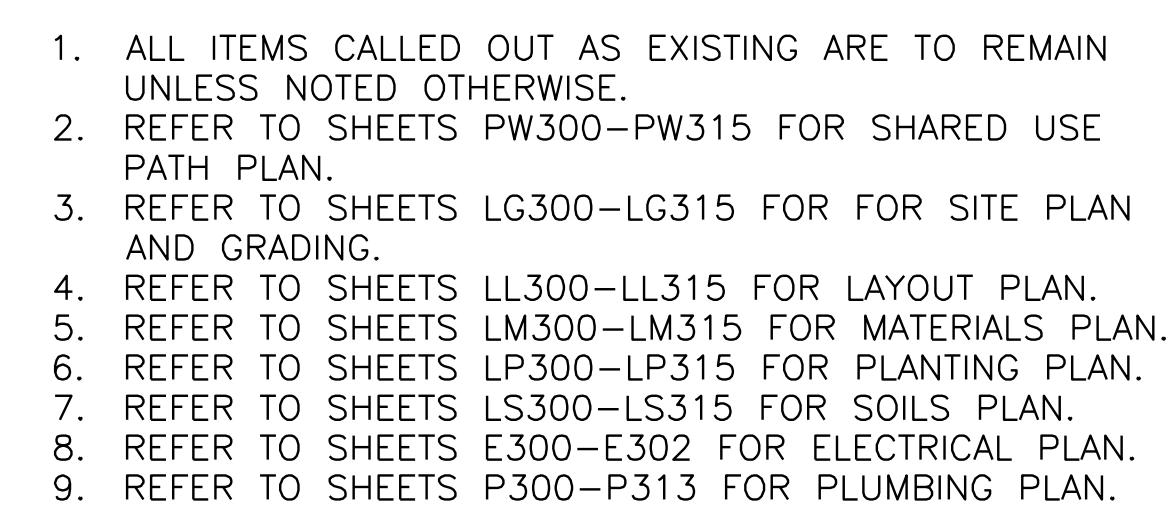 1. ALL ITEMS CALLED OUT AS EXISTING ARE TO REMAIN
UNLESS NOTED OTHERWISE.
2. REFER TO SHEETS PW300-PW315 FOR SHARED USE
PATH PLAN.
3. REFER TO SHEETS LG300-LG315 FOR FOR SITE PLAN
AND GRADING.
4. REFER TO SHEETS LL300-LL315 FOR LAYOUT PLAN.
5. REFER TO SHEETS LM300-LM315 FOR MATERIALS PLAN.
6. REFER TO SHEETS LP300-LP315 FOR PLANTING PLAN.
7. REFER TO SHEETS LS300-LS315 FOR SOILS PLAN.
8. REFER TO SHEETS E300-E302 FOR ELECTRICAL PLAN.
9. REFER TO SHEETS P300-P313 FOR PLUMBING PLAN.